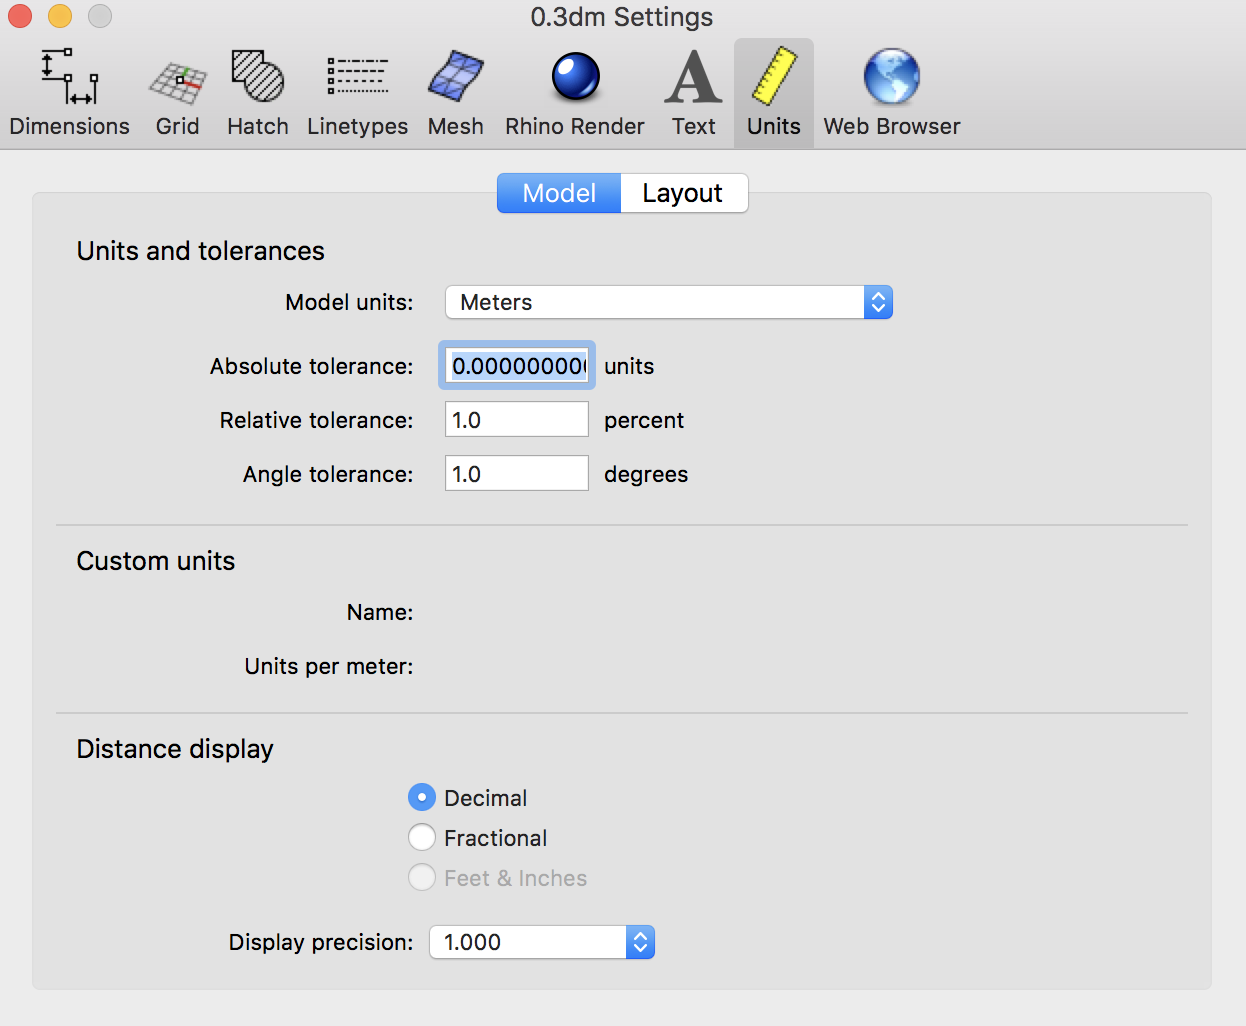 0.3dm Settings
Dimensions Grid Hatch Linetypes Mesh Rhino Render Text Units Web Browser
Model Layout
Units and tolerances
Model units: Meters
Absolute tolerance: 0.000000000 units
Relative tolerance: 1.0 percent
Angle tolerance: 1.0 degrees
Custom units
Name:
Units per meter:
Distance display
Decimal
Fractional
Feet & Inches
Display precision: 1.000